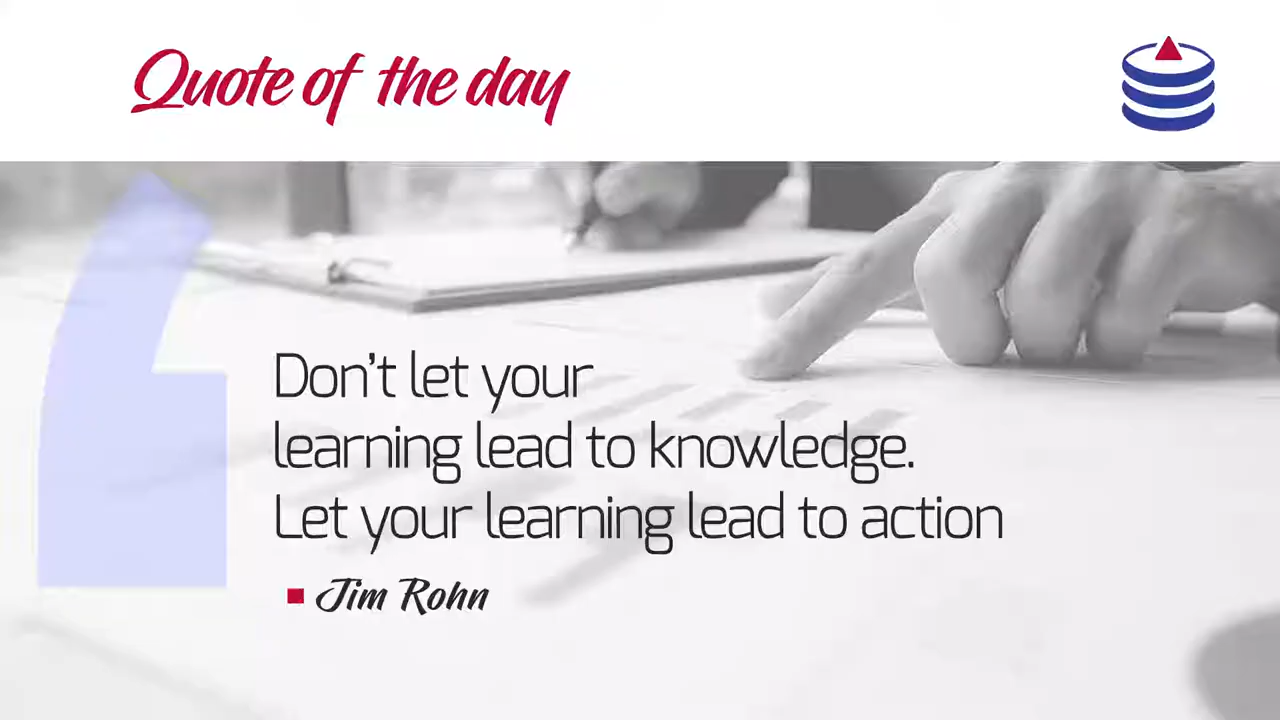 Quote of the day
Don't let your
learning lead to knowledge.
Let your learning lead to action
Jim Rohn